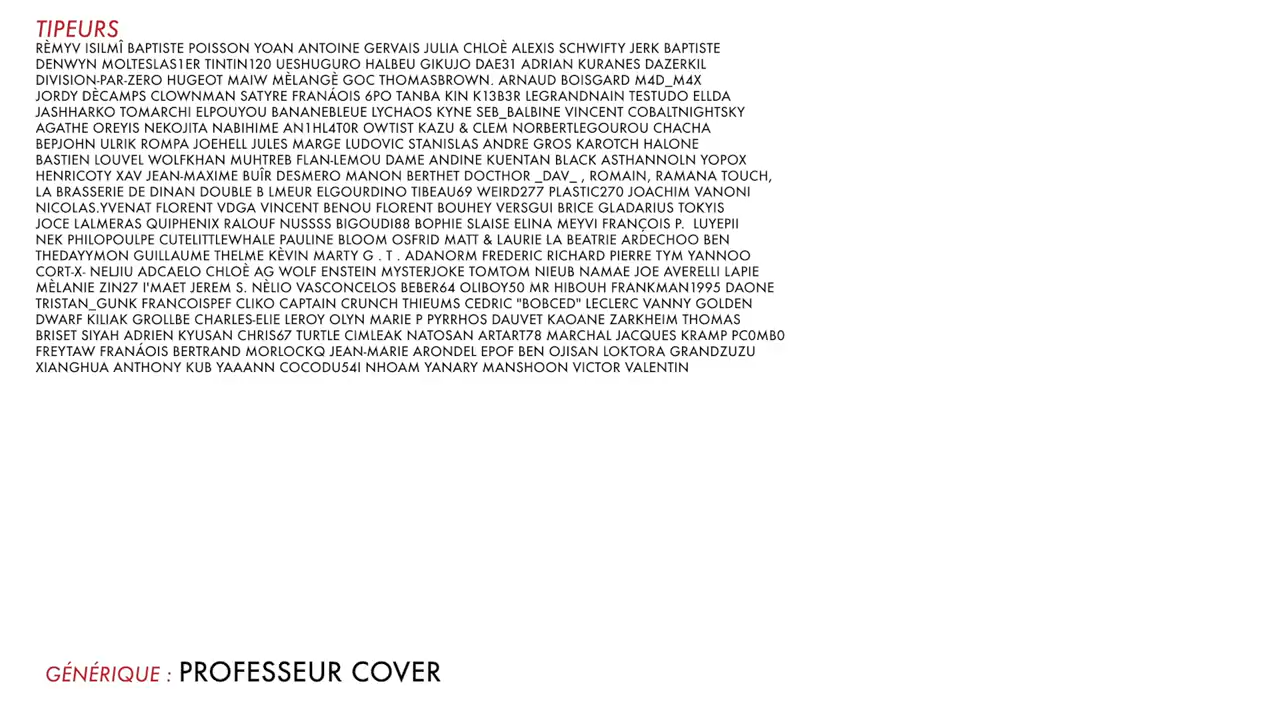 TIPEURS
RÈMYV ISILMÎ BAPTISTE POISSON YOAN ANTOINE GERVAIS JULIA CHLOÈ ALEXIS SCHWIFTY JERK BAPTISTE
DENWYN MOLTESLAS1ER TINTIN120 UESHUGURO HALBEU GIKUJO DAE31 ADRIAN KURANES DAZERKIL
DIVISION-PAR-ZERO HUGEOT MAIW MÈLANGÈ GOC THOMASBROWN. ARNAUD BOISGARD M4D_M4X
JORDY DÈCAMPS CLOWNMAN SATYRE FRANÁOIS 6PO TANBA KIN K13B3R LEGRANDNAIN TESTUDO ELLDA
JASHHARKO TOMARCHI ELPOUYOU BANANEBLEUE LYCHAOS KYNE SEB_BALBINE VINCENT COBALTNIGHTSKY
AGATHE OREYIS NEKOJITA NABIHIME AN1HL4T0R OWTIST KAZU & CLEM NORBERTLEGOUROU CHACHA
BEPJOHN ULRIK ROMPA JOEHELL JULES MARGE LUDOVIC STANISLAS ANDRE GROS KAROTCH HALONE
BASTIEN LOUVEL WOLFKHAN MUHTREB FLAN-LEMOU DAME ANDINE KUENTAN BLACK ASTHANNOLN YOPOX
HENRICOTY XAV JEAN-MAXIME BUÎR DESMERO MANON BERTHET DOCTHOR _DAV_ , ROMAIN, RAMANA TOUCH,
LA BRASSERIE DE DINAN DOUBLE B LMEUR ELGOURDINO TIBEAU69 WEIRD277 PLASTIC270 JOACHIM VANONI
NICOLAS.YVENAT FLORENT VDGA VINCENT BENOU FLORENT BOUHEY VERSGUI BRICE GLADARIUS TOKYIS
JOCE LALMERAS QUIPHENIX RALOUF NUSSSS BIGOUDI88 BOPHIE SLAISE ELINA MEYVI FRANÇOIS P. LUYEPII
NEK PHILOPOULPE CUTELITTLEWHALE PAULINE BLOOM OSFRID MATT & LAURIE LA BEATRIE ARDECHOO BEN
THEDAYYMON GUILLAUME THELME KÈVIN MARTY G . T . ADANORM FREDERIC RICHARD PIERRE TYM YANNOO
CORT-X- NELJIU ADCAELO CHLOÈ AG WOLF ENSTEIN MYSTERJOKE TOMTOM NIEUB NAMAE JOE AVERELLI LAPIE
MÈLANIE ZIN27 I'MAET JEREM S. NÈLIO VASCONCELOS BEBER64 OLIBOY50 MR HIBOUH FRANKMAN1995 DAONE
TRISTAN_GUNK FRANCOISPEF CLIKO CAPTAIN CRUNCH THIEUMS CEDRIC "BOBCED" LECLERC VANNY GOLDEN
DWARF KILIAK GROLLBE CHARLES-ELIE LEROY OLYN MARIE P PYRRHOS DAUVET KAOANE ZARKHEIM THOMAS
BRISET SIYAH ADRIEN KYUSAN CHRIS67 TURTLE CIMLEAK NATOSAN ARTART78 MARCHAL JACQUES KRAMP PC0MB0
FREYTAW FRANÁOIS BERTRAND MORLOCKQ JEAN-MARIE ARONDEL EPOF BEN OJISAN LOKTORA GRANDZUZU
XIANGHUA ANTHONY KUB YAAANN COCODU54I NHOAM YANARY MANSHOON VICTOR VALENTIN
GÉNÉRIQUE : PROFESSEUR COVER